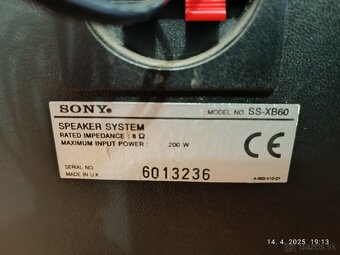 SONY® MODEL NO. SS-XB60
SPEAKER SYSTEM
RATED IMPEDANCE : 8 Ω
MAXIMUM INPUT POWER : 200 W
SERIAL NO.
MADE IN U.K. 6013236
CE
14. 4. 2025 19:13